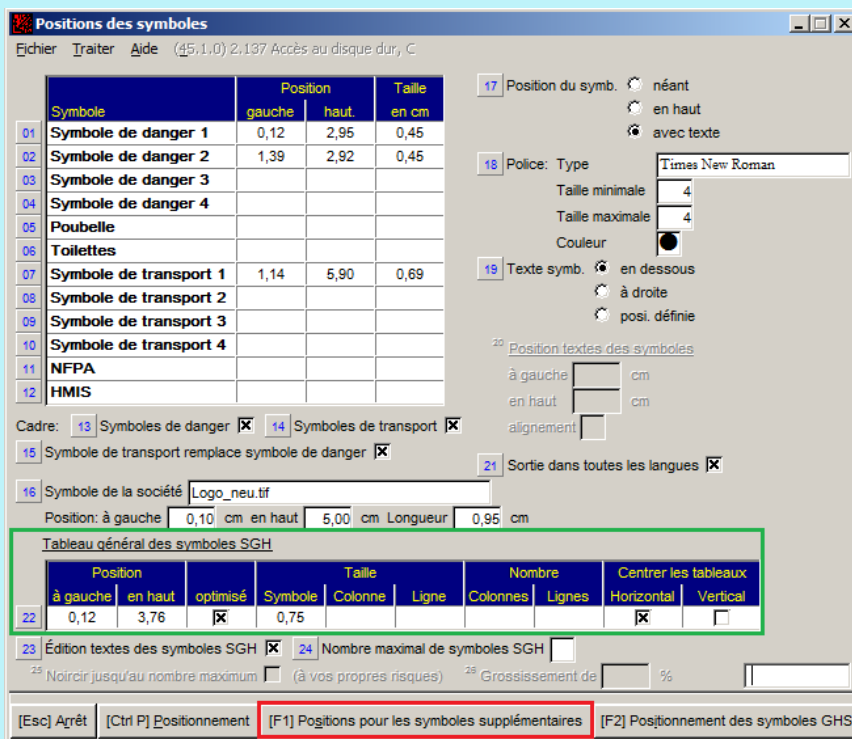 Positions des symboles
Fichier Traiter Aide (45.1.0) 2.137 Accès au disque dur, C
Position Taille
Symbole gauche haut. en cm
01 Symbole de danger 1 0,12 2,95 0,45
02 Symbole de danger 2 1,39 2,92 0,45
03 Symbole de danger 3
04 Symbole de danger 4
05 Poubelle
06 Toilettes
07 Symbole de transport 1 1,14 5,90 0,69
08 Symbole de transport 2
09 Symbole de transport 3
10 Symbole de transport 4
11 NFPA
12 HMIS
17 Position du symb. néant
en haut
avec texte
18 Police: Type Times New Roman
Taille minimale 4
Taille maximale 4
Couleur
19 Texte symb. en dessous
à droite
posi. définie
20 Position textes des symboles
à gauche cm
en haut cm
alignement
Cadre: 13 Symboles de danger 14 Symboles de transport
15 Symbole de transport remplace symbole de danger
21 Sortie dans toutes les langues
16 Symbole de la société Logo_neu.tif
Position: à gauche 0,10 cm en haut 5,00 cm Longueur 0,95 cm
Tableau général des symboles SGH
Position Taille Nombre Centrer les tableaux
à gauche en haut optimisé Symbole Colonne Ligne Colonnes Lignes Horizontal Vertical
22 0,12 3,76 0,75
23 Édition textes des symboles SGH 24 Nombre maximal de symboles SGH
25 Noircir jusqu'au nombre maximum (à vos propres risques) 26 Grossissement de %
[Esc] Arrêt [Ctrl P] Positionnement [F1] Positions pour les symboles supplémentaires [F2] Positionnement des symboles GHS